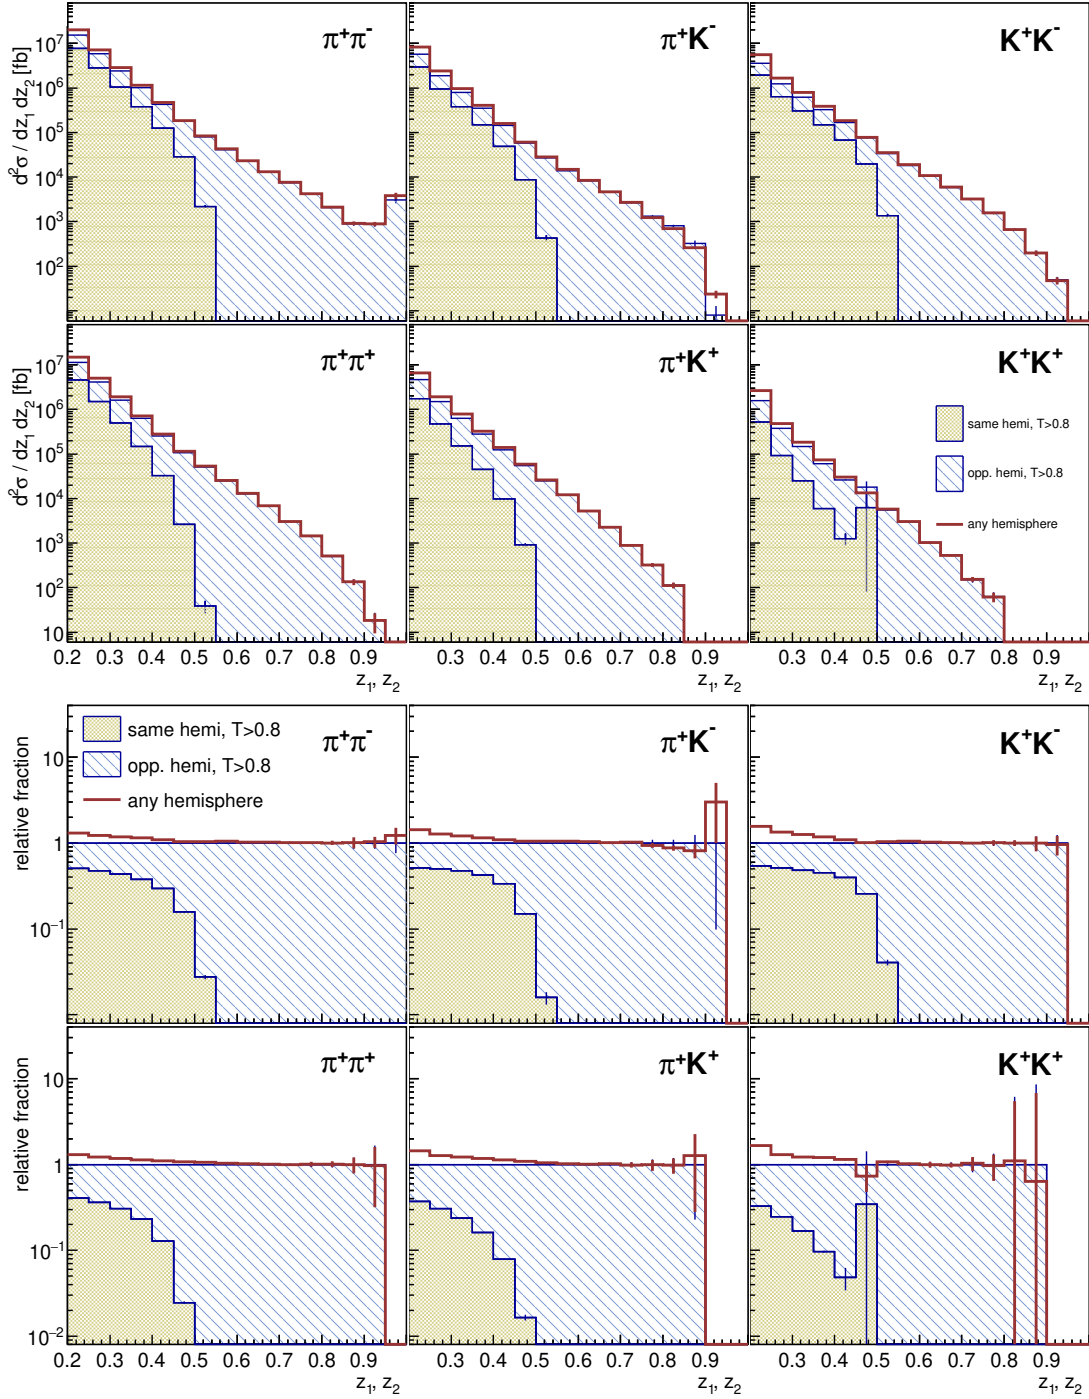 π⁺π⁻
π⁺K⁻
K⁺K⁻
d²σ / dz₁ dz₂ [fb]
10⁷
10⁶
10⁵
10⁴
10³
10²
π⁺π⁺
π⁺K⁺
K⁺K⁺
d²σ / dz₁ dz₂ [fb]
10⁷
10⁶
10⁵
10⁴
10³
10²
10
same hemi, T>0.8
opp. hemi, T>0.8
any hemisphere
0.2 0.3 0.4 0.5 0.6 0.7 0.8 0.9
0.3 0.4 0.5 0.6 0.7 0.8 0.9
0.3 0.4 0.5 0.6 0.7 0.8 0.9
z₁, z₂
z₁, z₂
z₁, z₂
same hemi, T>0.8
opp. hemi, T>0.8
any hemisphere
π⁺π⁻
π⁺K⁻
K⁺K⁻
relative fraction
10
1
10⁻¹
π⁺π⁺
π⁺K⁺
K⁺K⁺
relative fraction
10
1
10⁻¹
10⁻²
0.2 0.3 0.4 0.5 0.6 0.7 0.8 0.9
0.3 0.4 0.5 0.6 0.7 0.8 0.9
0.3 0.4 0.5 0.6 0.7 0.8 0.9
z₁, z₂
z₁, z₂
z₁, z₂